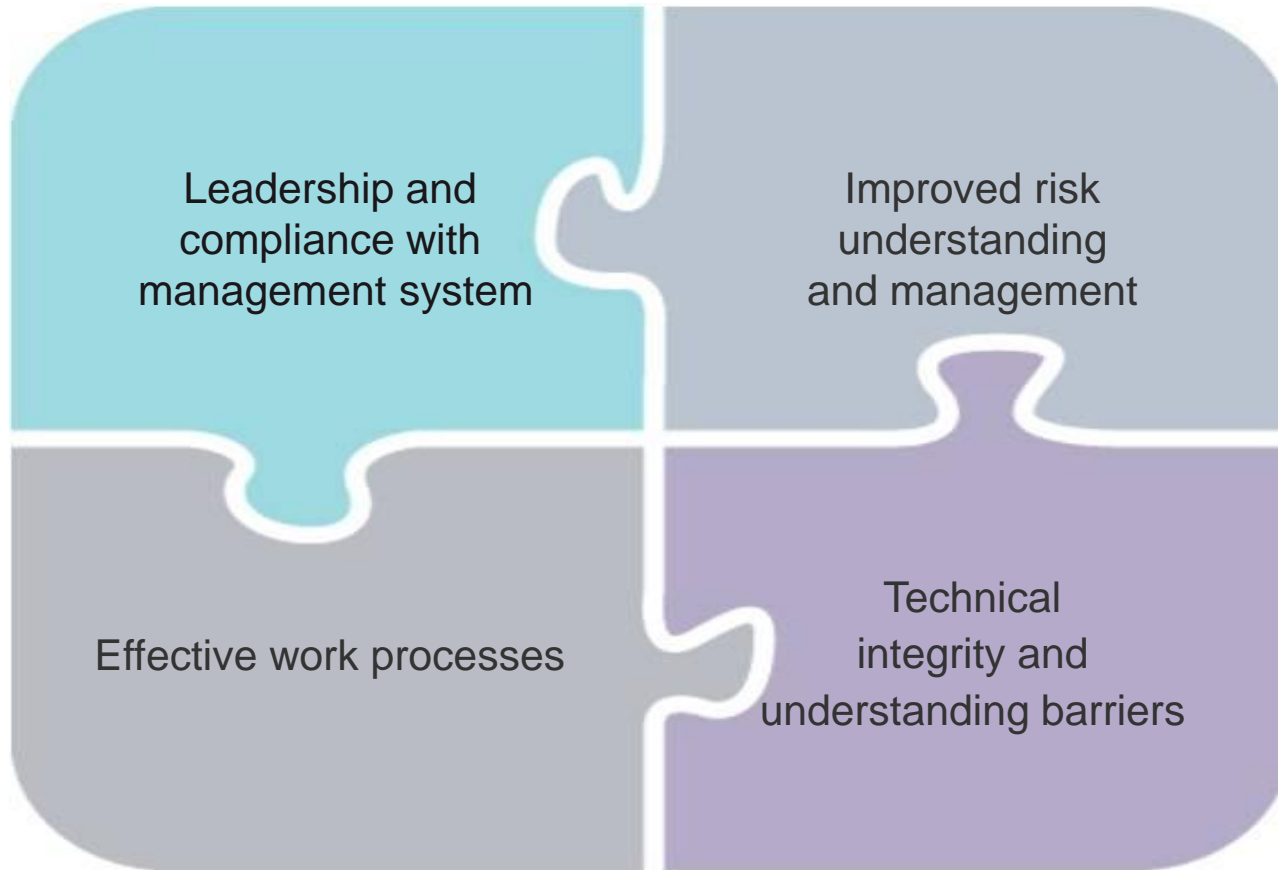 Leadership and
compliance with
management system
Improved risk
understanding
and management
Effective work processes
Technical
integrity and
understanding barriers